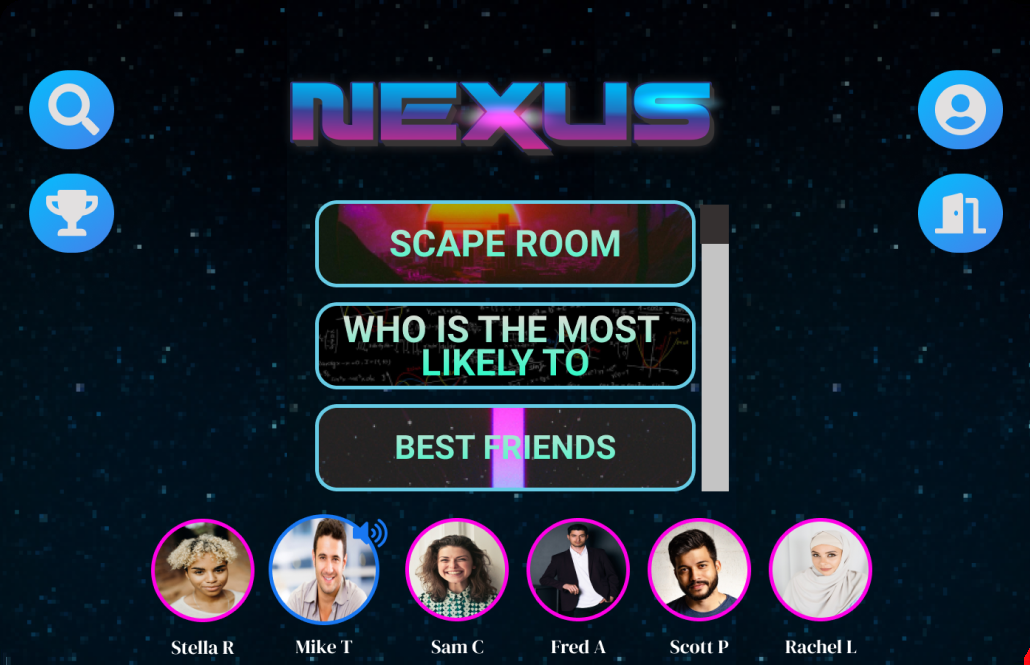 NEXUS
SCAPE ROOM
WHO IS THE MOST
LIKELY TO
BEST FRIENDS
Stella R
Mike T
Sam C
Fred A
Scott P
Rachel L